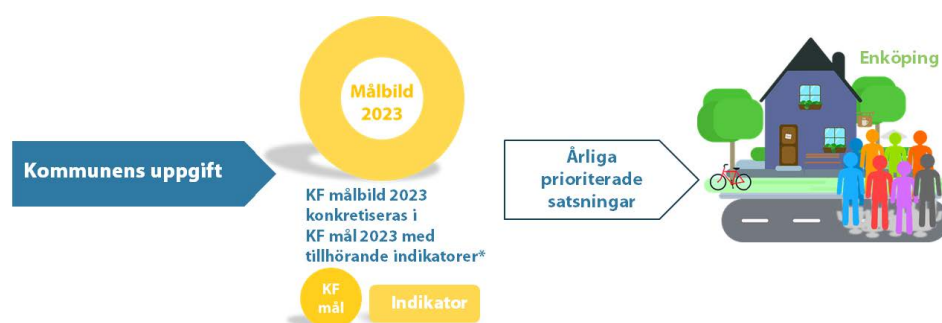 Kommunens uppgift
Målbild
2023
KF målbild 2023
konkretiseras i
KF mål 2023 med
tillhörande indikatorer*
KF
mål
Indikator
Årliga
prioriterade
satsningar
Enköping